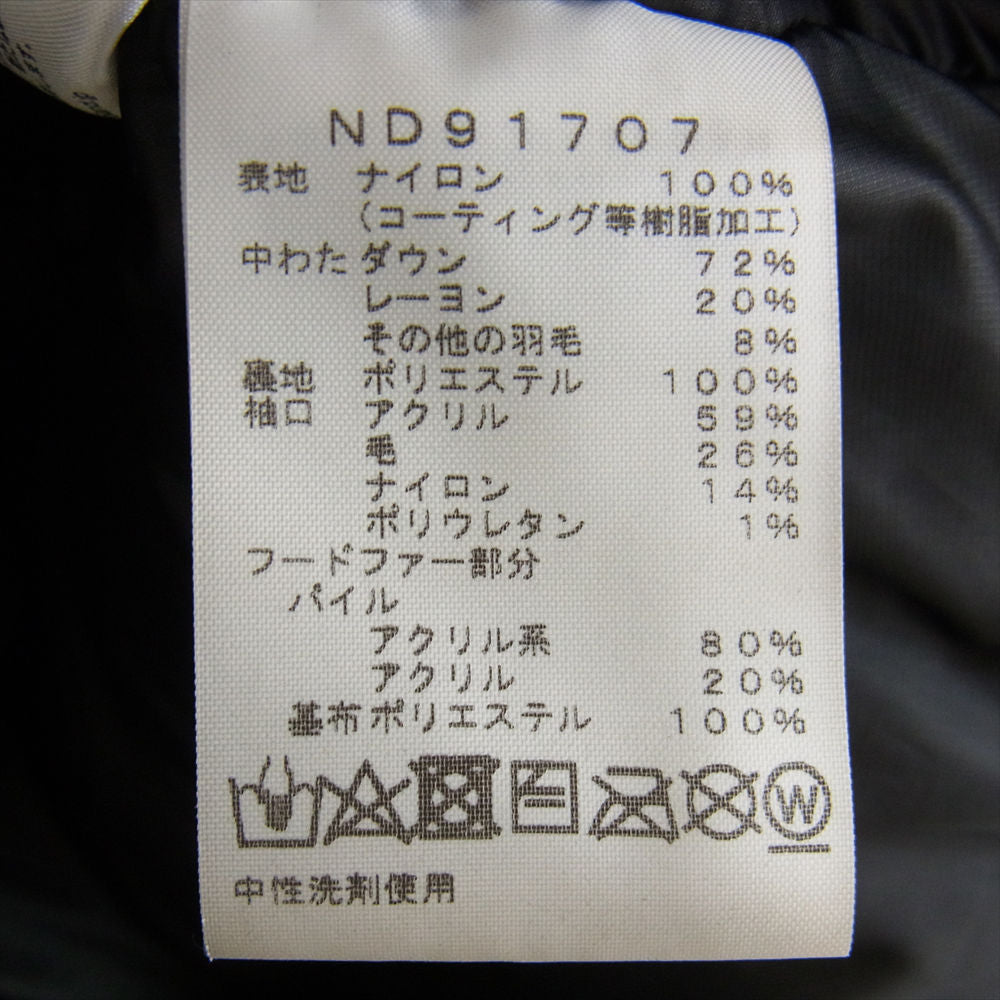 ND91707
表地 ナイロン 100%
(コーティング等樹脂加工)
中わた ダウン 72%
レーヨン 20%
その他の羽毛 8%
裏地 ポリエステル 100%
袖口 アクリル 59%
毛 26%
ナイロン 14%
ポリウレタン 1%
フードファー部分
パイル
アクリル系 80%
アクリル 20%
基布 ポリエステル 100%
W
中性洗剤使用